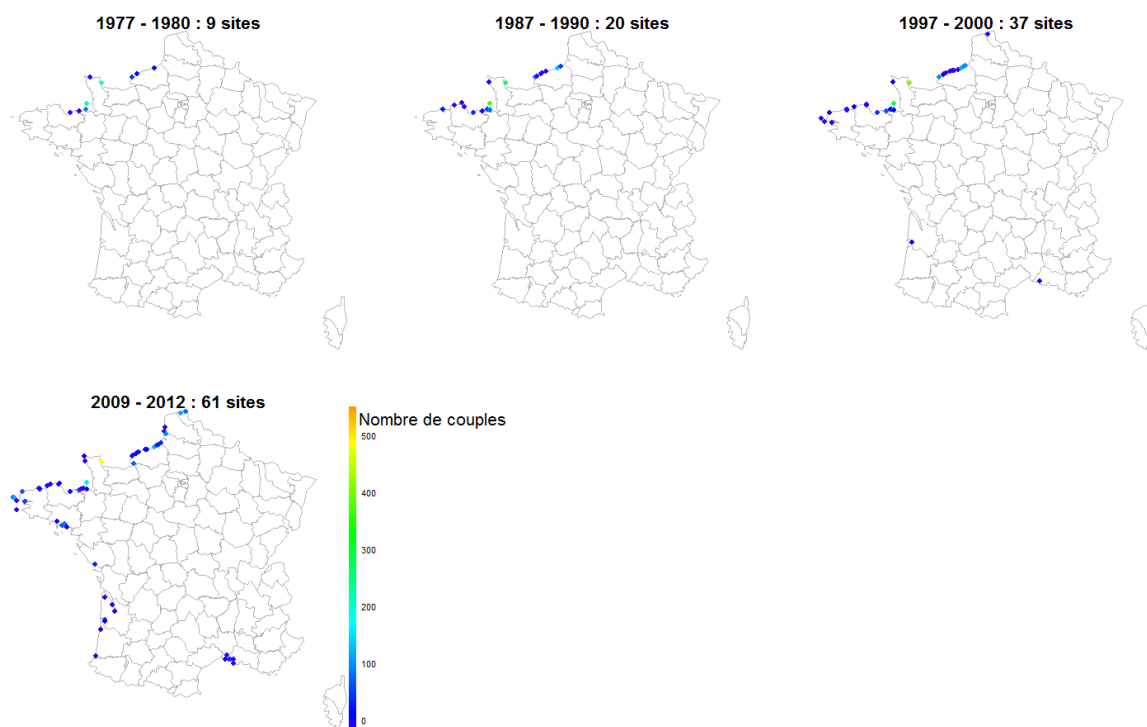 1977 - 1980 : 9 sites
1987 - 1990 : 20 sites
1997 - 2000 : 37 sites
2009 - 2012 : 61 sites
Nombre de couples
500
400
300
200
100
0